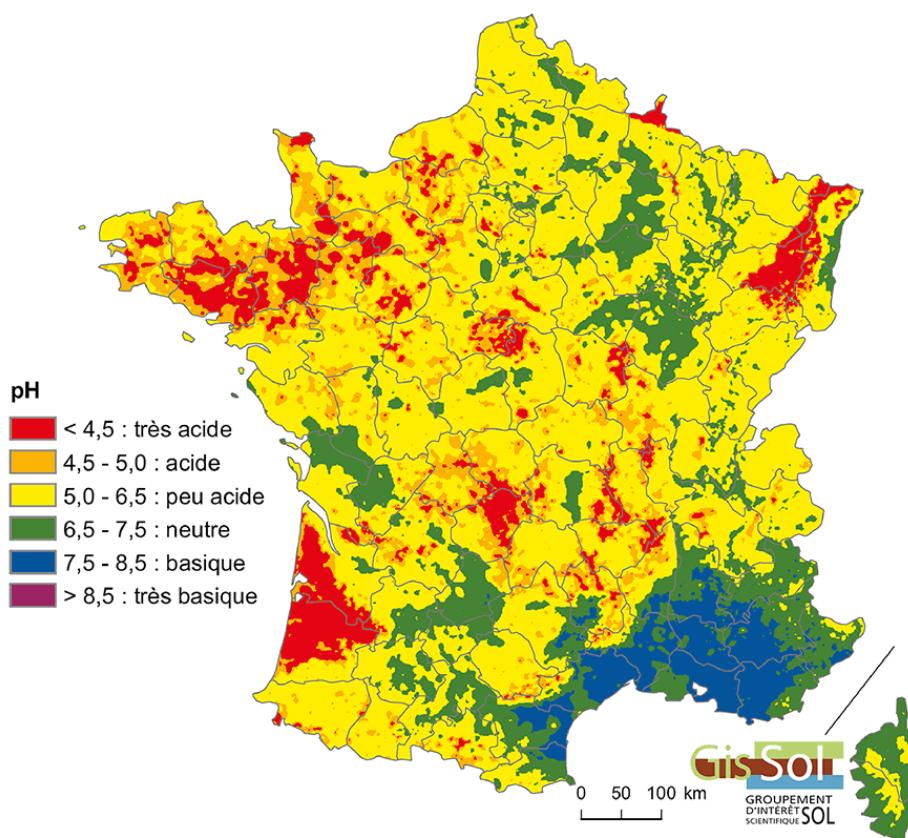 pH
< 4,5 : très acide
4,5 - 5,0 : acide
5,0 - 6,5 : peu acide
6,5 - 7,5 : neutre
7,5 - 8,5 : basique
> 8,5 : très basique
0 50 100 km
GisSol
GROUPEMENT
D'INTÉRÊT
SCIENTIFIQUE SOL